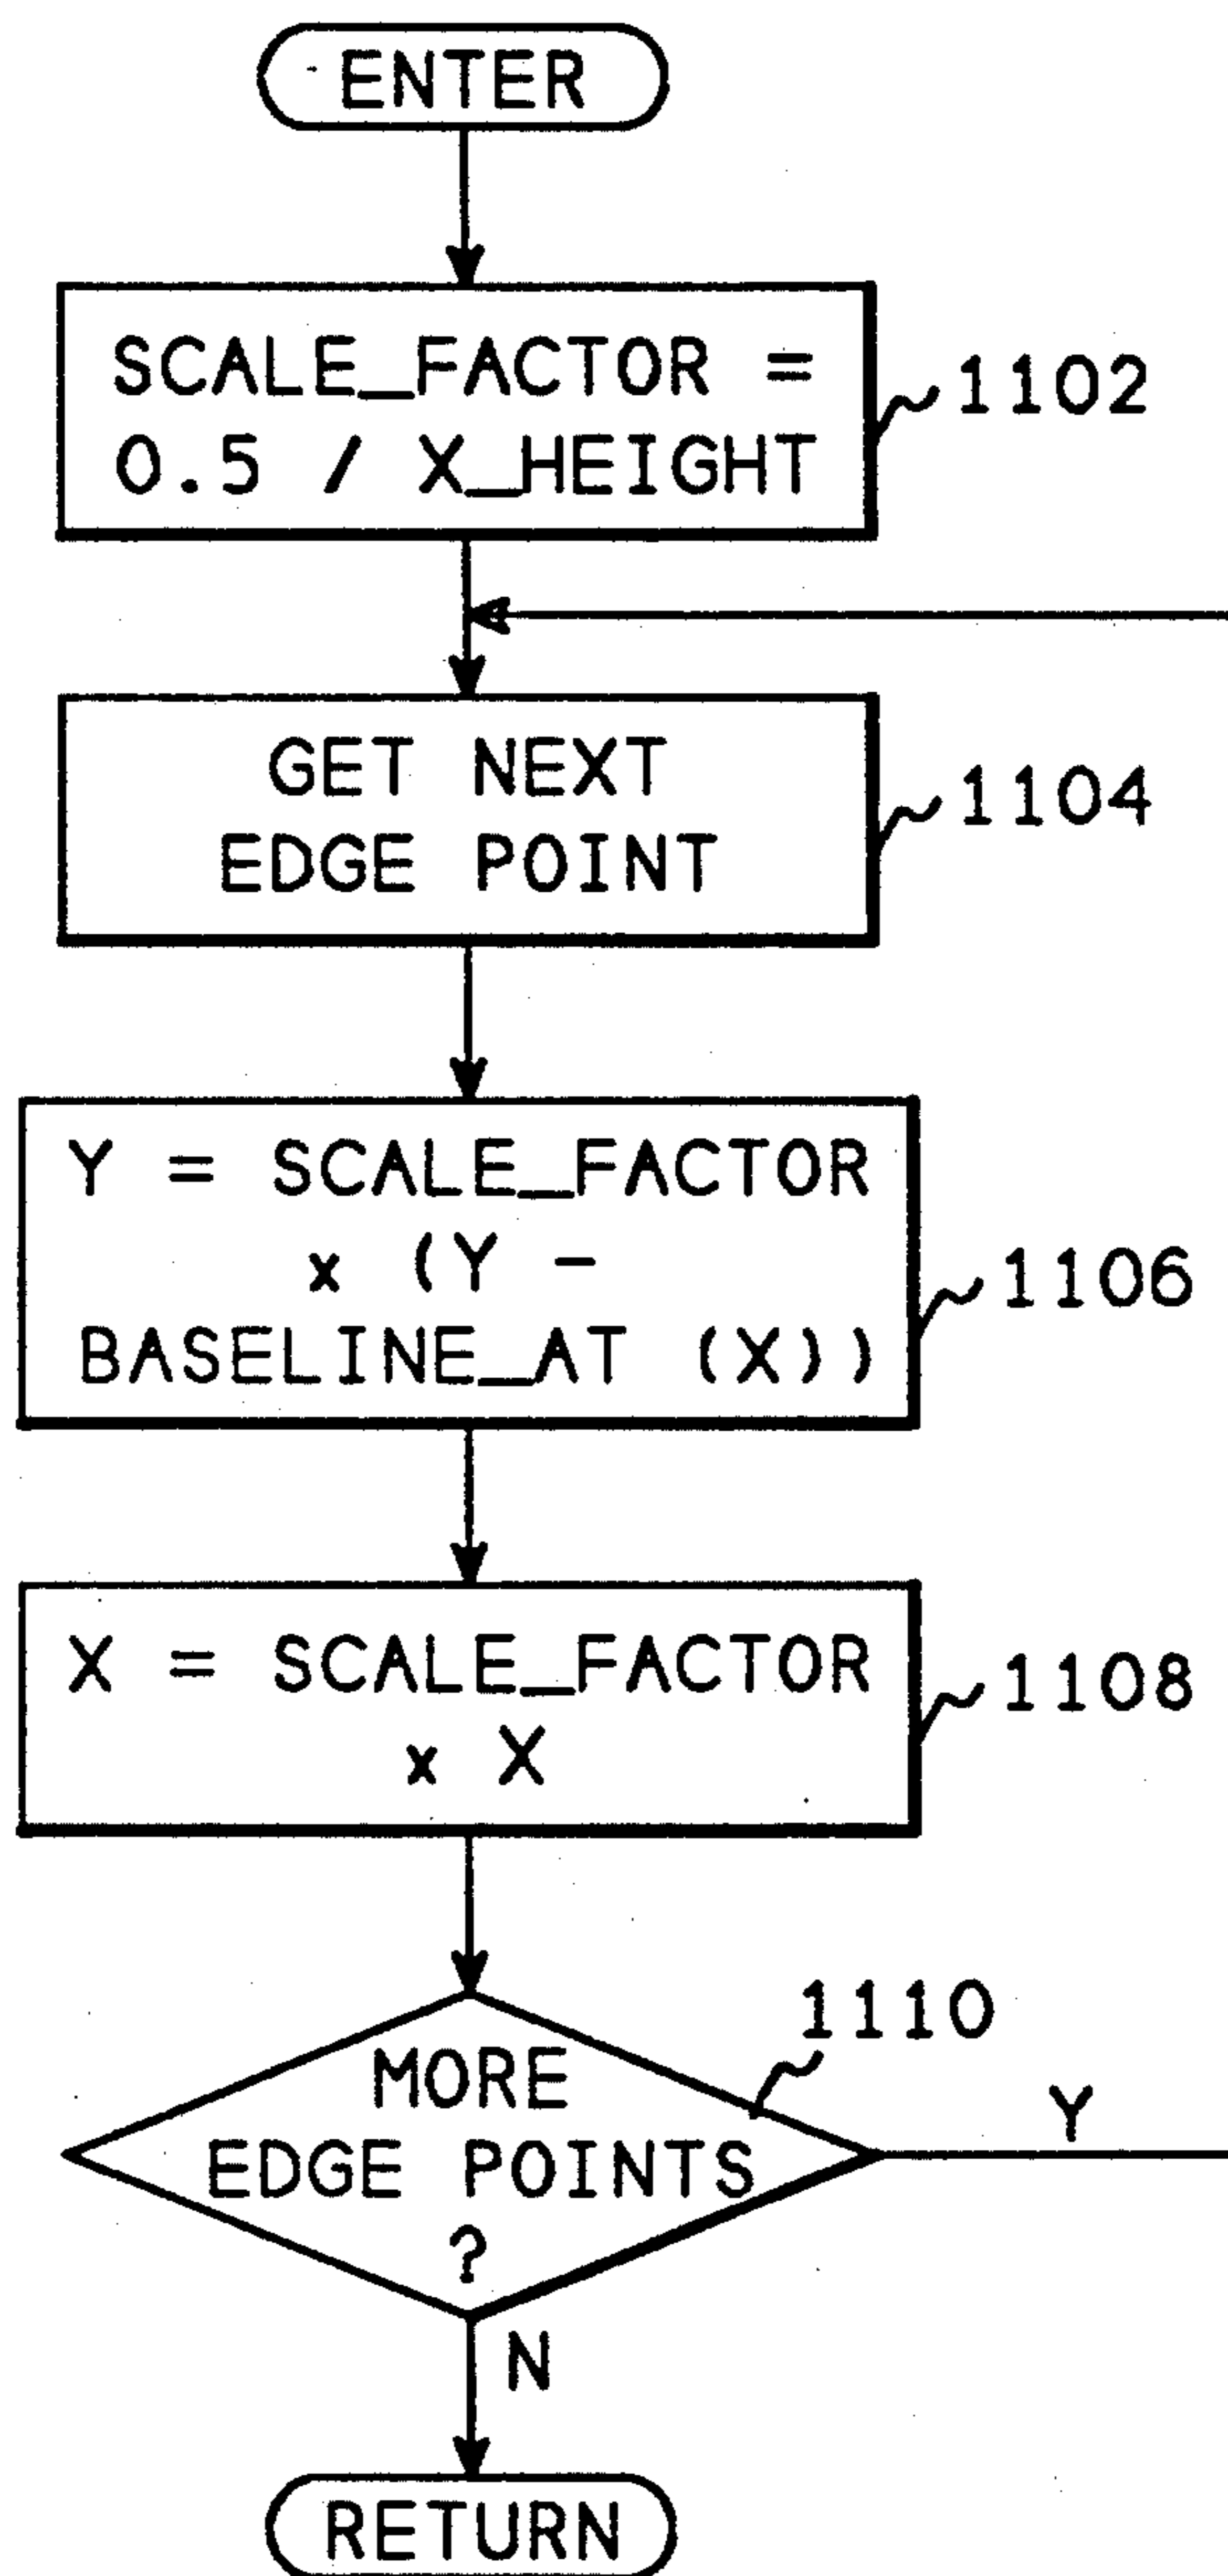 ENTER
SCALE_FACTOR =
0.5 / X_HEIGHT
1102
GET NEXT
EDGE POINT
1104
Y = SCALE_FACTOR
x (Y -
BASELINE_AT (X))
1106
X = SCALE_FACTOR
x X
1108
1110
MORE
EDGE POINTS
?
Y
N
RETURN